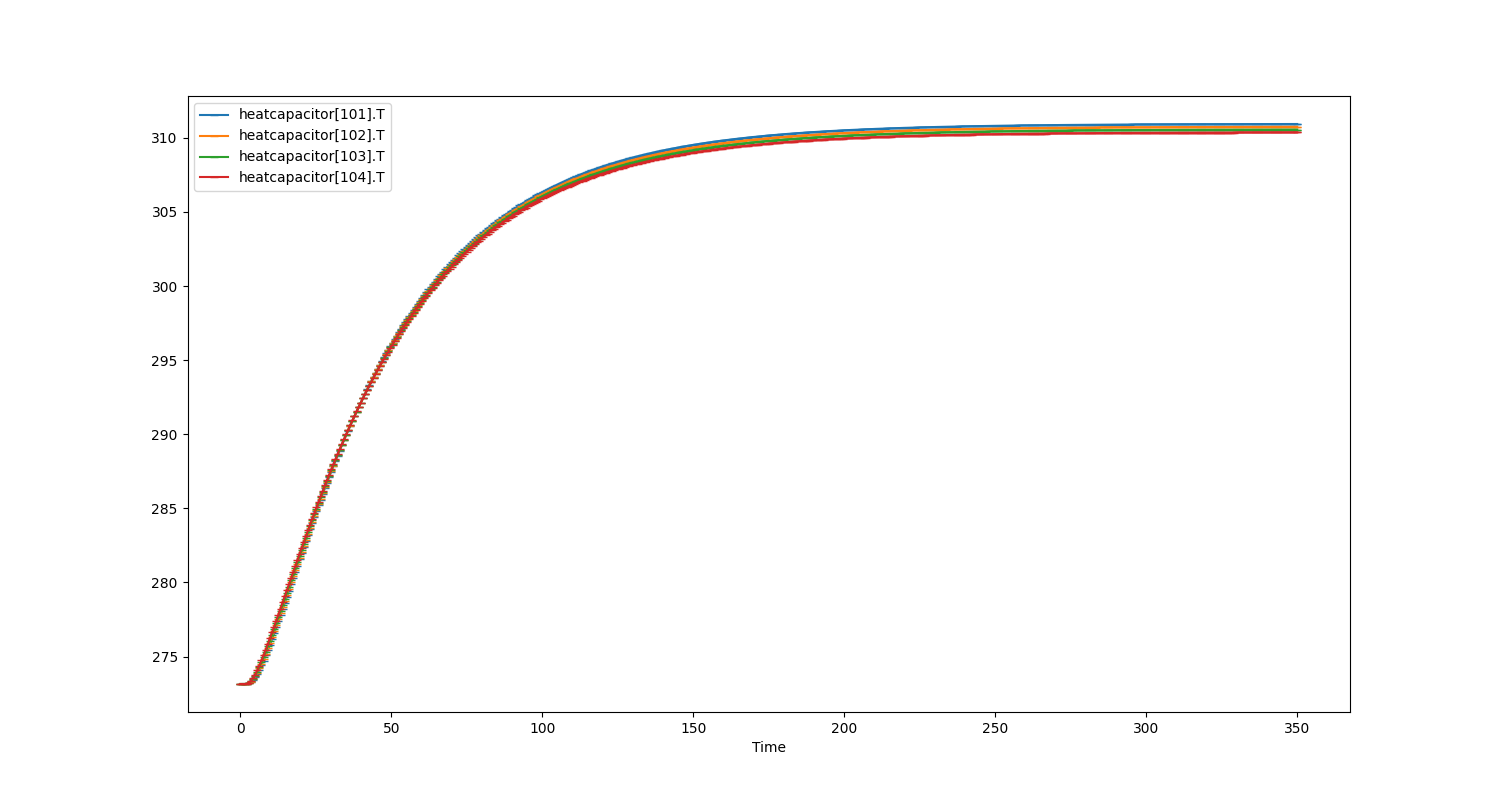 heatcapacitor[101].T
heatcapacitor[102].T
heatcapacitor[103].T
heatcapacitor[104].T
310
305
300
295
290
285
280
275
0 50 100 150 200 250 300 350
Time